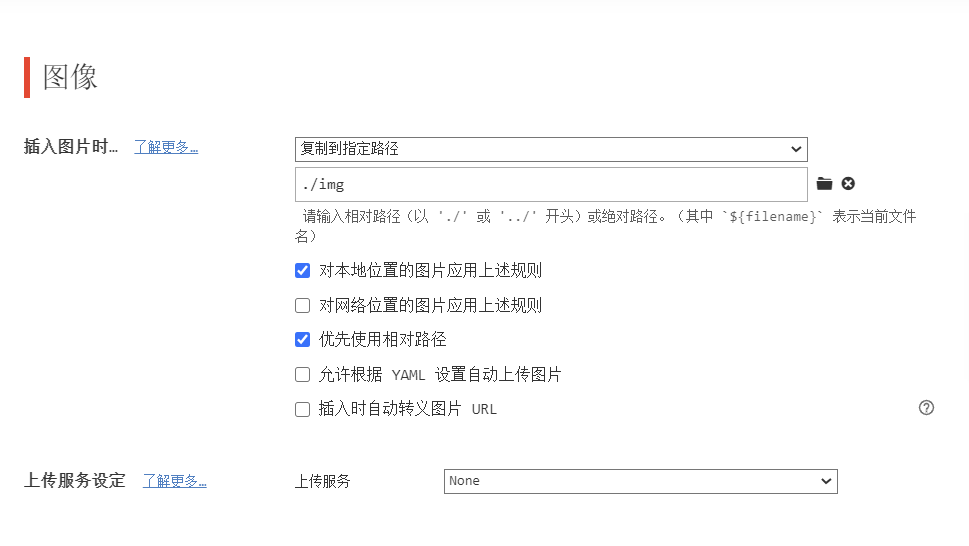 图像
插入图片时… 了解更多… 复制到指定路径
./img
请输入相对路径（以 './' 或 '../' 开头）或绝对路径。（其中 `${filename}` 表示当前文件
名）
对本地位置的图片应用上述规则
对网络位置的图片应用上述规则
优先使用相对路径
允许根据 YAML 设置自动上传图片
插入时自动转义图片 URL
上传服务设定 了解更多… 上传服务 None